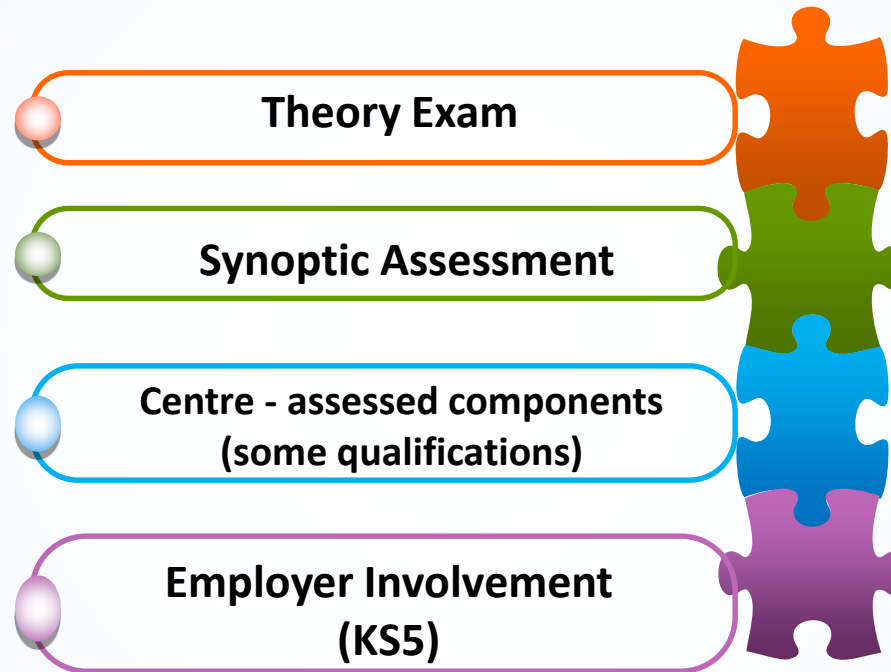 Theory Exam
Synoptic Assessment
Centre - assessed components
(some qualifications)
Employer Involvement
(KS5)